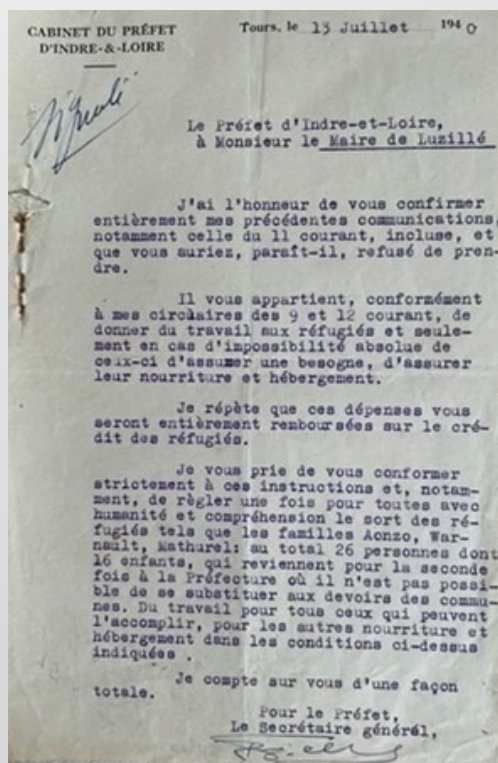 CABINET DU PRÉFET
D'INDRE-&-LOIRE
Tours, le 13 Juillet 1940
Signalé
Le Préfet d'Indre-et-Loire,
à Monsieur le Maire de Luzillé
J'ai l'honneur de vous confirmer
entièrement mes précédentes communications,
notamment celle du 11 courant, incluse, et
que vous auriez, paraît-il, refusé de pren-
dre.
Il vous appartient, conformément
à mes circulaires des 9 et 12 courant, de
donner du travail aux réfugiés et seule-
ment en cas d'impossibilité absolue de
ceux-ci d'assumer une besogne, d'assurer
leur nourriture et hébergement.
Je répète que ces dépenses vous
seront entièrement remboursées sur le cré-
dit des réfugiés.
Je vous prie de vous conformer
strictement à ces instructions et, notam-
ment, de règler une fois pour toutes avec
humanité et compréhension le sort des ré-
fugiés tels que les familles Aonzo, War-
nault, Mathurel: au total 26 personnes dont
16 enfants, qui reviennent pour la seconde
fois à la Préfecture où il n'est pas possi-
ble de se substituer aux devoirs des commu-
nes. Du travail pour tous ceux qui peuvent
l'accomplir, pour les autres nourriture et
hébergement dans les conditions ci-dessus
indiquées .
Je compte sur vous d'une façon
totale.
Pour le Préfet,
Le Secrétaire général,